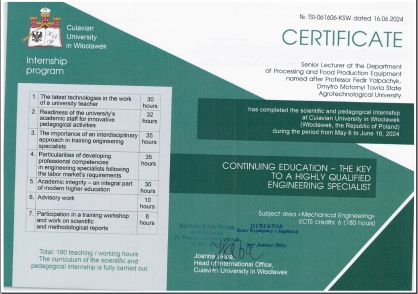 Cuiavian
University
in Włocławek
Internship
program
1. The latest technologies in the work of a university teacher 30 hours
2. Readness of the university's academic staff for innovative pedagogical activities 32 hours
3. The importance of an interdisciplinary approach in training engineering specialists 35 hours
4. Particularities of developing professional competencies in engineering specialists following the labor market's requirements 35 hours
5. Academic integrity – an integral part of modern higher education 30 hours
6. Advisory work 10 hours
7. Participation in a training workshop and work on scientific and methodological reports 8 hours
Total: 180 teaching / working hours
The curriculum of the scientific and
pedagogical internship is fully carried out
№ TSI-061606-KSW dated 16.06.2024
CERTIFICATE
Senior Lecturer of the Department
of Processing and Food Production Equipment
named after Professor Fedir Yalpachyk,
Dmytro Motornyi Tavria State
Agrotechnological University
has completed the scientific and pedagogical internship
at Cuiavian University in Włocławek
(Włocławek, the Republic of Poland)
during the period from May 6 to June 16, 2024
CONTINUING EDUCATION – THE KEY
TO A HIGHLY QUALIFIED
ENGINEERING SPECIALIST
Subject area «Mechanical Engineering»
ECTS credits: 6 (180 hours)
DYREKTOR
Joanna
Head of International Office,
Cuiavian University in Włocławek